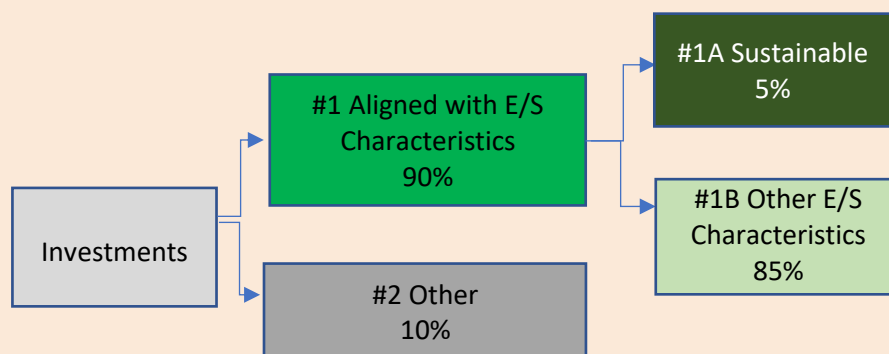 Investments
#1 Aligned with E/S
Characteristics
90%
#2 Other
10%
#1A Sustainable
5%
#1B Other E/S
Characteristics
85%